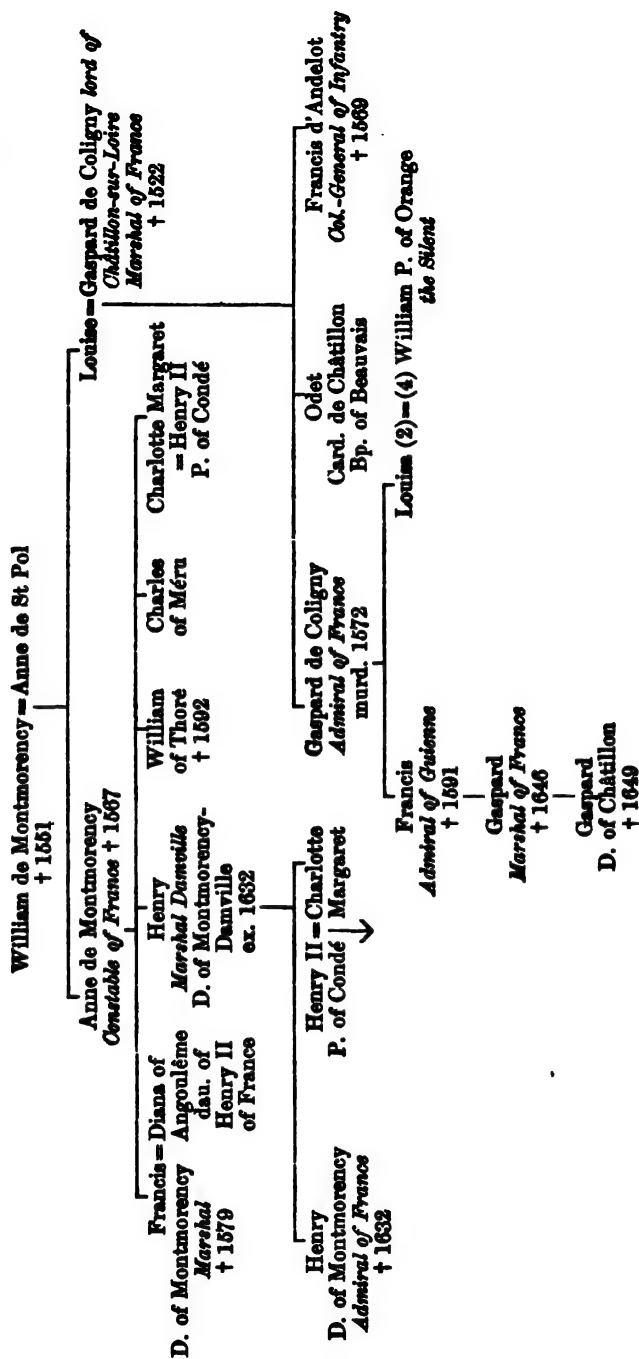 William de Montmorency = Anne de St Pol
† 1551
Anne de Montmorency
Constable of France † 1567
Louise = Gaspard de Coligny lord of
Châtillon-sur-Loire
Marshal of France
† 1522
Francis = Diana of
D. of Montmorency Angoulême
Marshal dau. of
† 1579 Henry II
of France
Henry
Marshal Damville
D. of Montmorency-
Damville
ex. 1632
William
of Thoré
† 1592
Charles
of Méru
Charlotte Margaret
= Henry II
P. of Condé
Henry
D. of Montmorency
Admiral of France
† 1632
Henry II = Charlotte
P. of Condé Margaret
Gaspard de Coligny
Admiral of France
murd. 1572
Odet
Card. de Châtillon
Bp. of Beauvais
Francis d'Andelot
Col.-General of Infantry
† 1569
Francis
Admiral of Guienne
† 1591
Louisa (2) = (4) William P. of Orange
the Silent
Gaspard
Marshal of France
† 1646
Gaspard
D. of Châtillon
† 1649